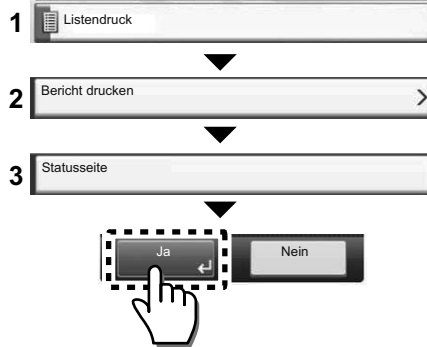 1 Listendruck
2 Bericht drucken
3 Statusseite
Ja Nein